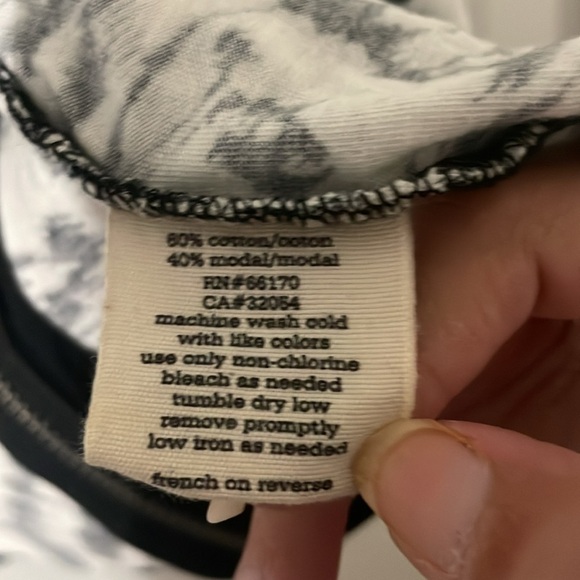 60% cotton/coton
40% modal/modal
RN#66170
CA#32054
machine wash cold
with like colors
use only non-chlorine
bleach as needed
tumble dry low
remove promptly
low iron as needed
french on reverse